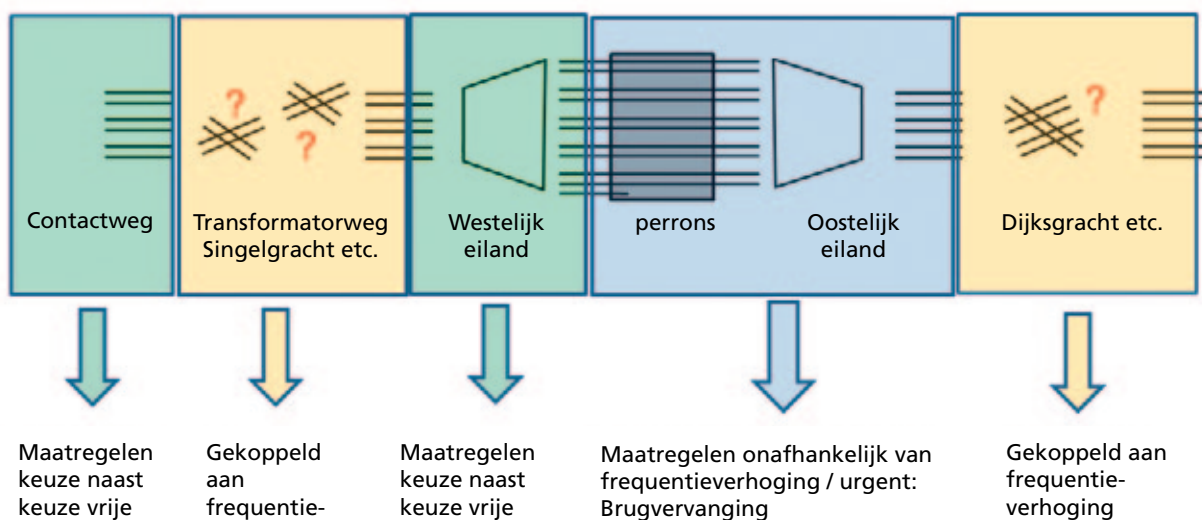 ?
?
?
Contactweg
Transformatorweg
Singelgracht etc.
Westelijk
eiland
perrons
Oostelijk
eiland
Dijksgracht etc.
Maatregelen
keuze naast
keuze vrije
Gekoppeld
aan
frequentie-
Maatregelen
keuze naast
keuze vrije
Maatregelen onafhankelijk van
frequentieverhoging / urgent:
Brugvervanging
Gekoppeld aan
frequentie-
verhoging